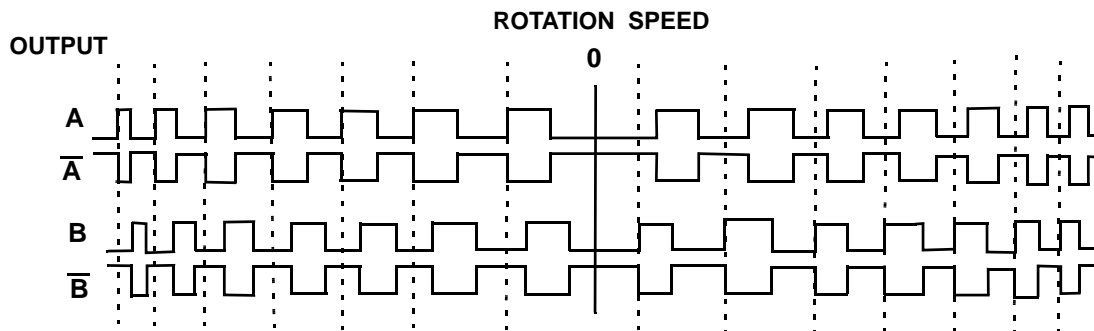 ROTATION SPEED
OUTPUT
0
A
A̅
B
B̅